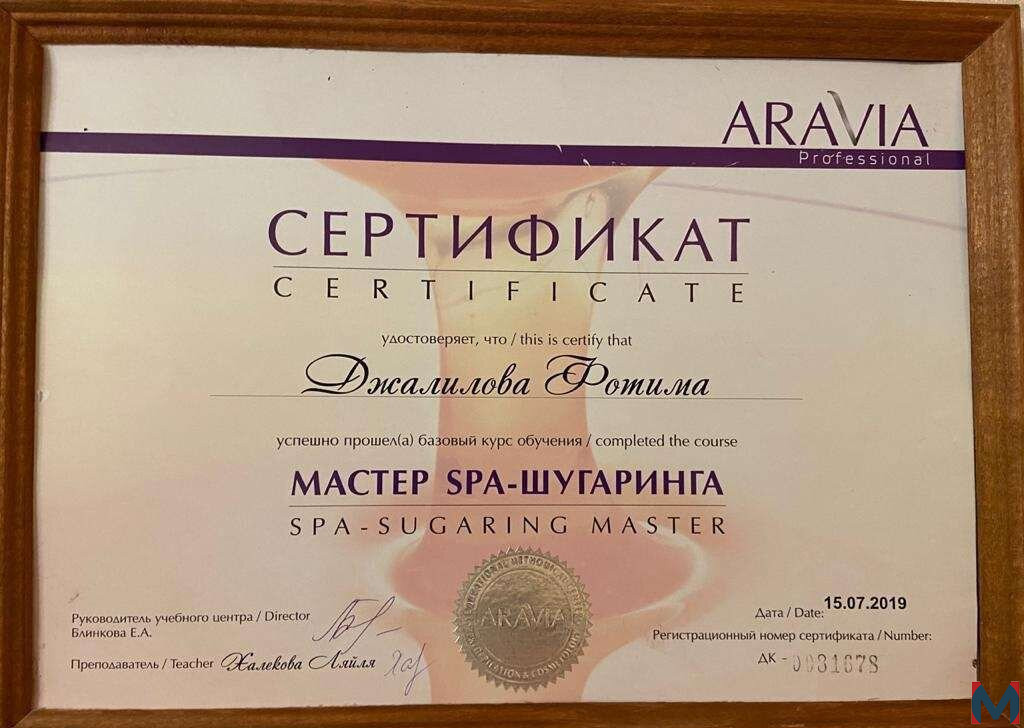 ARAVIA
Professional
СЕРТИФИКАТ
CERTIFICATE
удостоверяет, что / this is certify that
Джалилова Фотима
успешно прошел(а) базовый курс обучения / completed the course
МАСТЕР SPA-ШУГАРИНГА
SPA-SUGARING MASTER
ARAVIA
Руководитель учебного центра / Director
Блинкова Е.А.
Преподаватель / Teacher Халекова Ляйля
Дата / Date: 15.07.2019
Регистрационный номер сертификата / Number:
ДК - 0031678
M